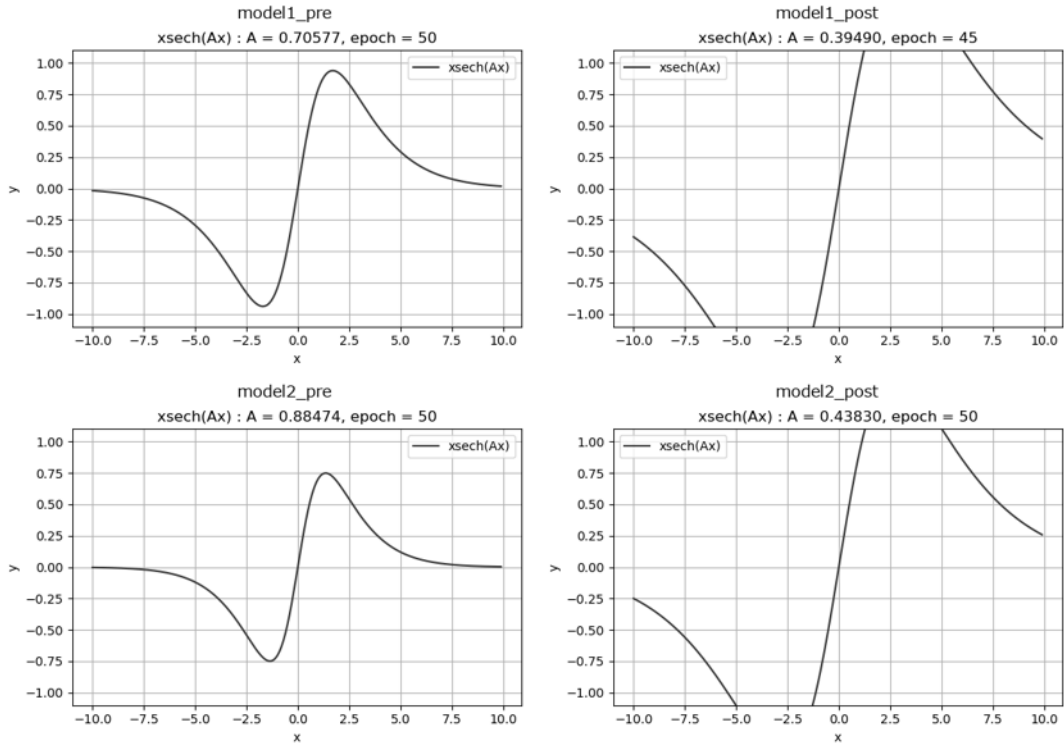 model1_pre
xsech(Ax) : A = 0.70577, epoch = 50
xsech(Ax)
1.00
0.75
0.50
0.25
0.00
−0.25
−0.50
−0.75
−1.00
y
−10.0 −7.5 −5.0 −2.5 0.0 2.5 5.0 7.5 10.0
x
model1_post
xsech(Ax) : A = 0.39490, epoch = 45
xsech(Ax)
1.00
0.75
0.50
0.25
0.00
−0.25
−0.50
−0.75
−1.00
y
−10.0 −7.5 −5.0 −2.5 0.0 2.5 5.0 7.5 10.0
x
model2_pre
xsech(Ax) : A = 0.88474, epoch = 50
xsech(Ax)
1.00
0.75
0.50
0.25
0.00
−0.25
−0.50
−0.75
−1.00
y
−10.0 −7.5 −5.0 −2.5 0.0 2.5 5.0 7.5 10.0
x
model2_post
xsech(Ax) : A = 0.43830, epoch = 50
xsech(Ax)
1.00
0.75
0.50
0.25
0.00
−0.25
−0.50
−0.75
−1.00
y
−10.0 −7.5 −5.0 −2.5 0.0 2.5 5.0 7.5 10.0
x